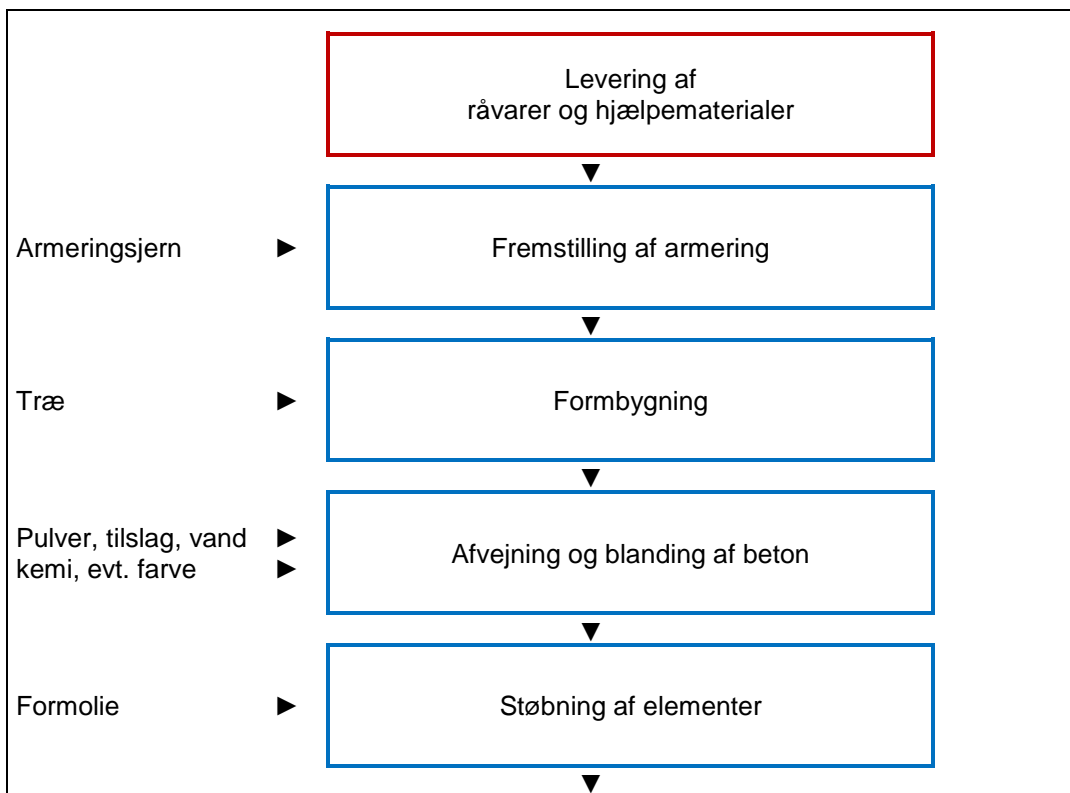 Levering af
råvarer og hjælpematerialer
▼
Armeringsjern ► Fremstilling af armering
▼
Træ ► Formbygning
▼
Pulver, tilslag, vand ►
kemi, evt. farve ►
Afvejning og blanding af beton
▼
Formolie ► Støbning af elementer
▼